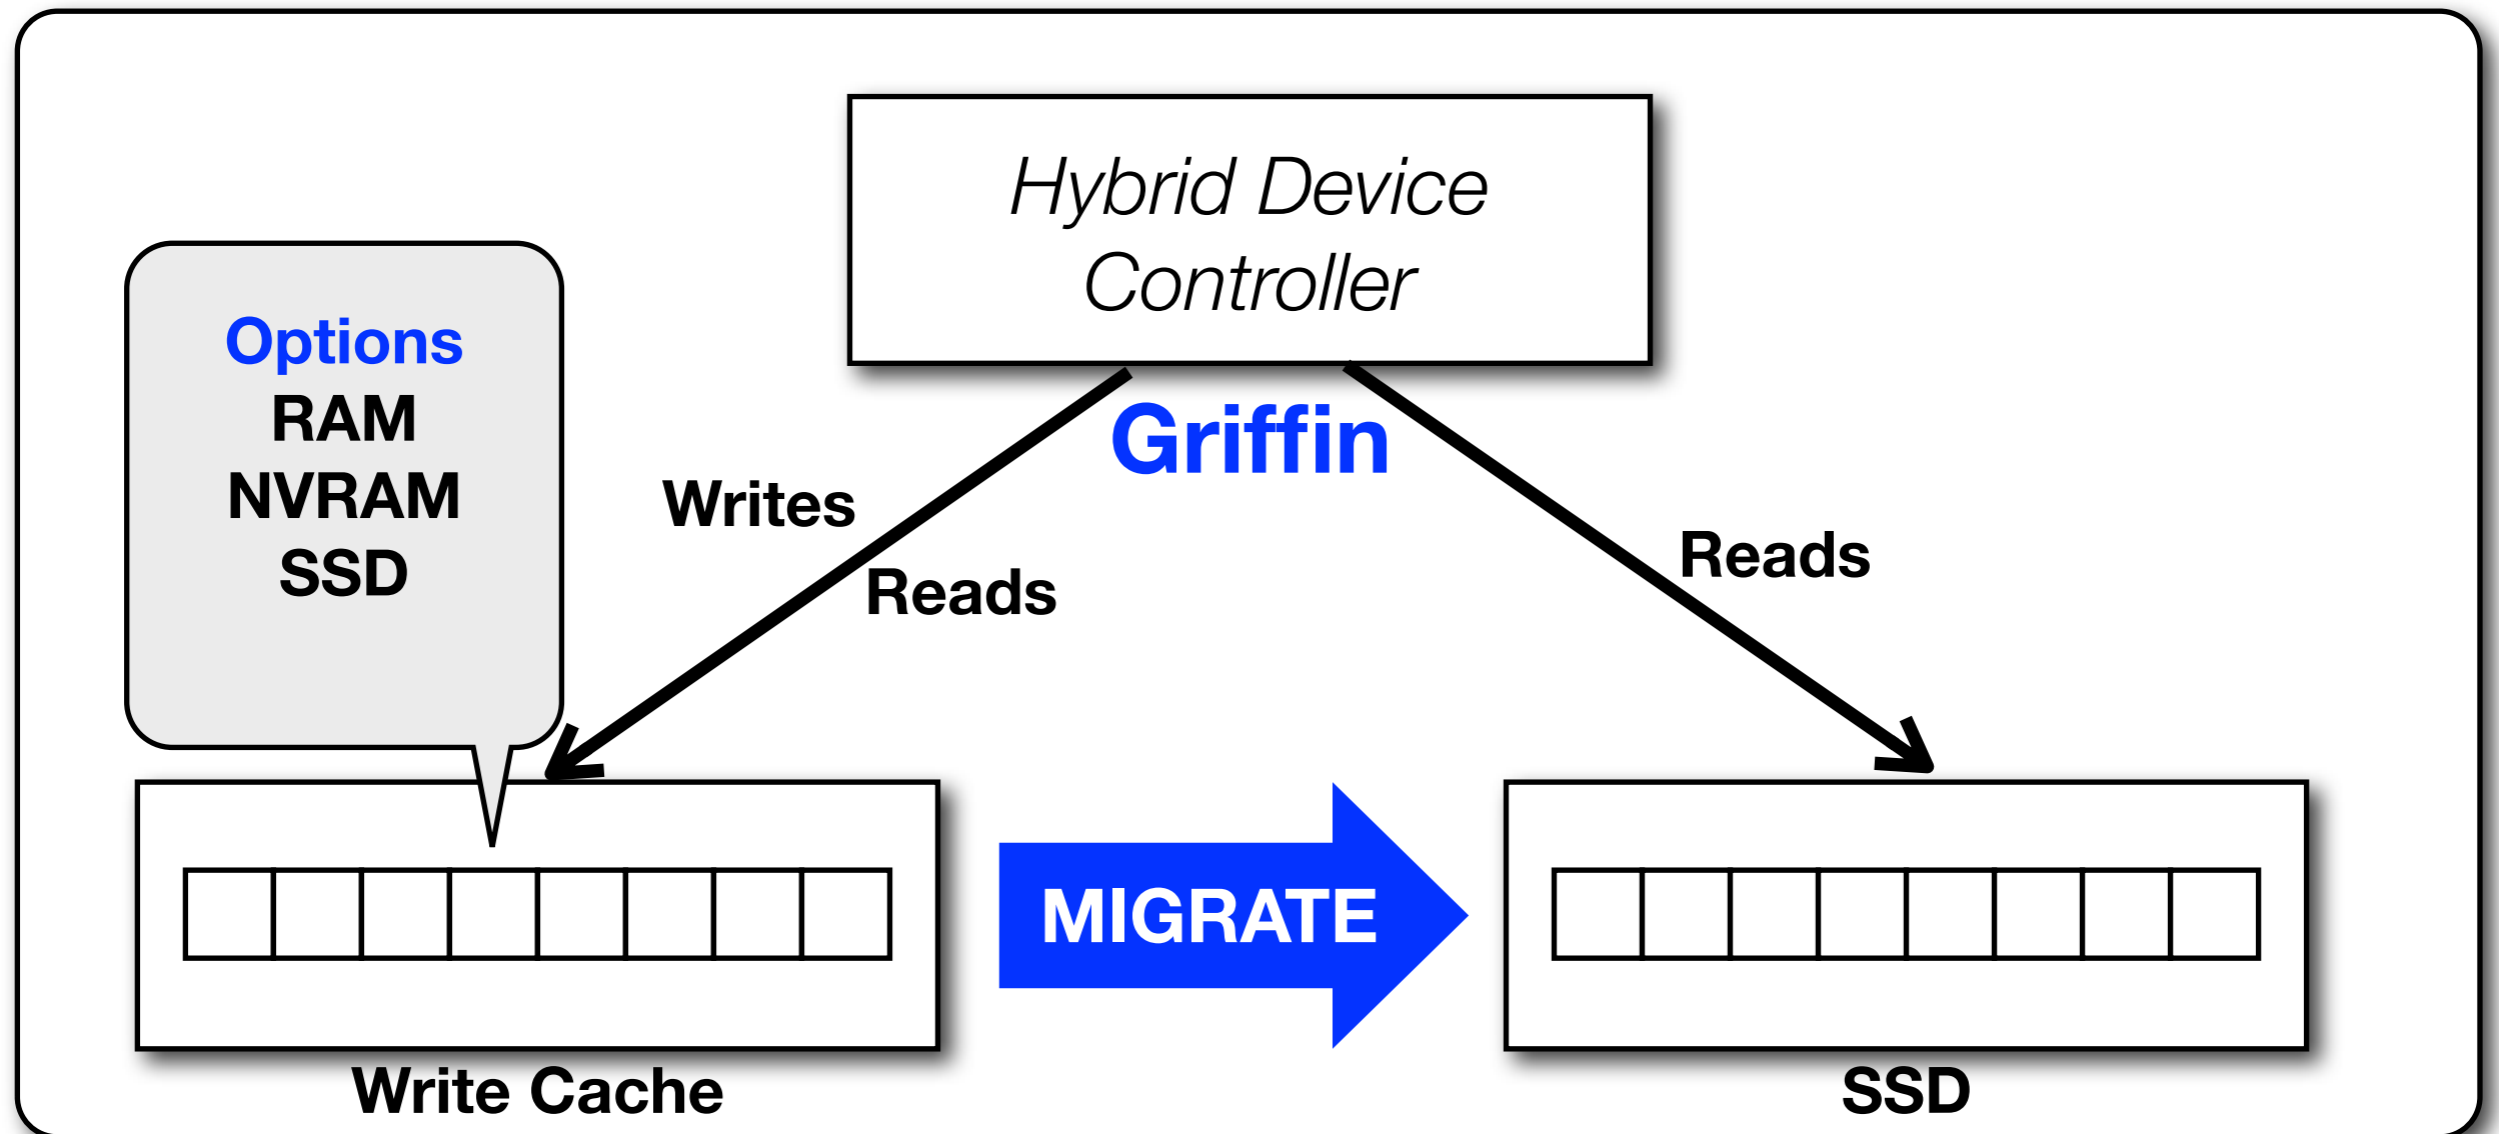 Hybrid Device
Controller
Griffin
Options
RAM
NVRAM
SSD
Writes
Reads
Reads
MIGRATE
Write Cache
SSD